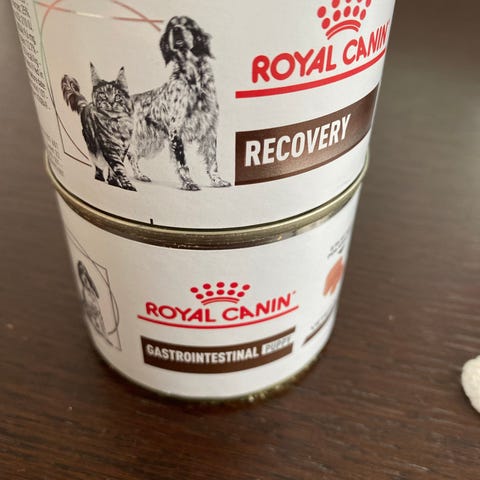 ROYAL CANIN
RECOVERY
ROYAL CANIN
GASTROINTESTINAL PUPPY